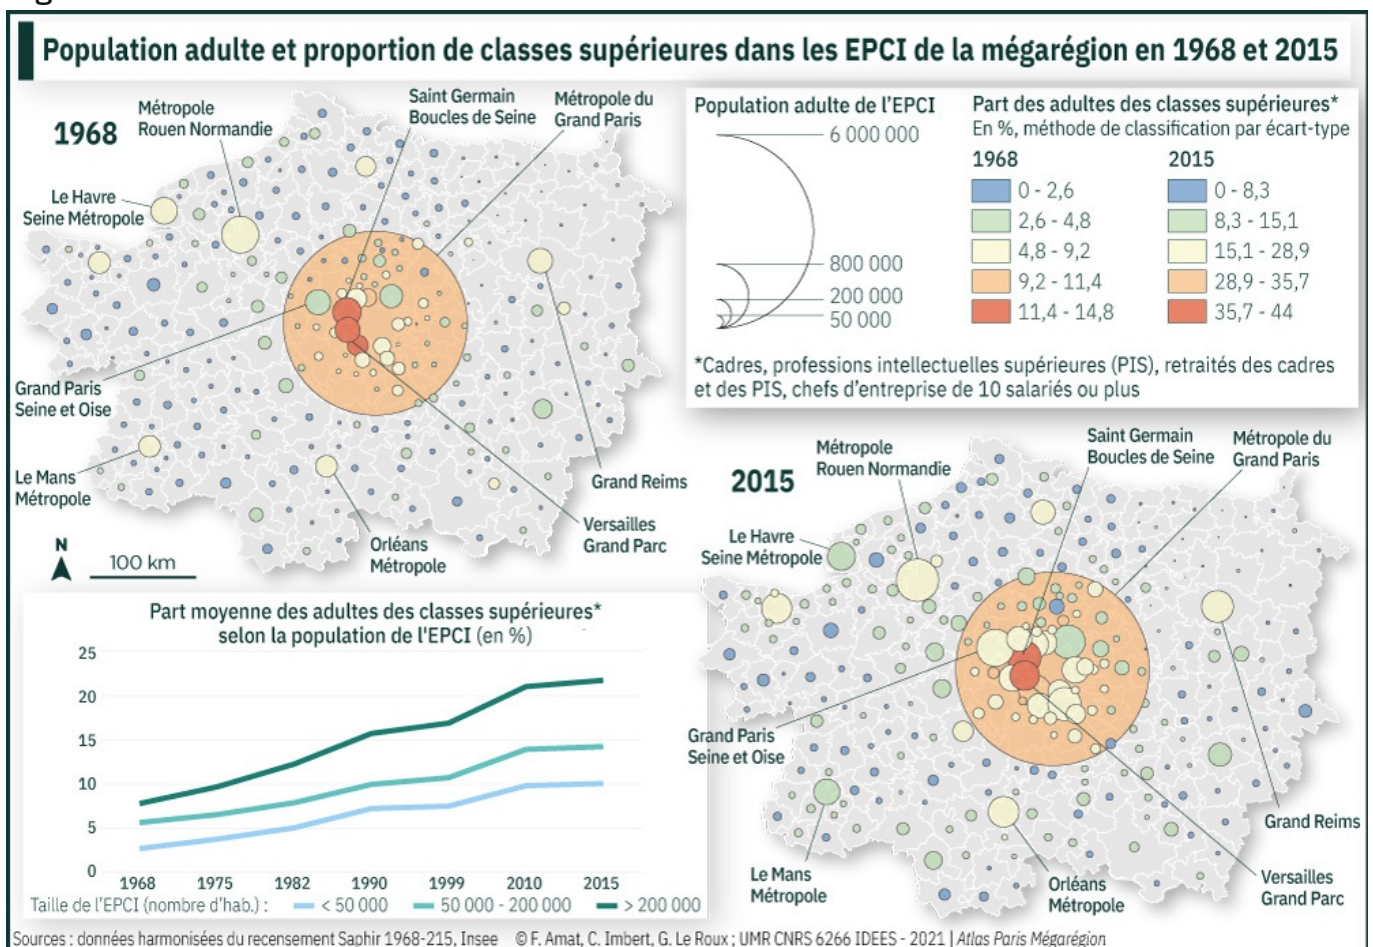 Population adulte et proportion de classes supérieures dans les EPCI de la mégarégion en 1968 et 2015
1968
Métropole
Rouen Normandie
Saint Germain
Boucles de Seine
Métropole du
Grand Paris
Le Havre
Seine Métropole
Grand Paris
Seine et Oise
Le Mans
Métropole
Orléans
Métropole
Versailles
Grand Parc
Grand Reims
N
100 km
Population adulte de l'EPCI
6 000 000
800 000
200 000
50 000
Part des adultes des classes supérieures*
En %, méthode de classification par écart-type
1968
0 - 2,6
2,6 - 4,8
4,8 - 9,2
9,2 - 11,4
11,4 - 14,8
2015
0 - 8,3
8,3 - 15,1
15,1 - 28,9
28,9 - 35,7
35,7 - 44
*Cadres, professions intellectuelles supérieures (PIS), retraités des cadres
et des PIS, chefs d'entreprise de 10 salariés ou plus
2015
Métropole
Rouen Normandie
Saint Germain
Boucles de Seine
Métropole du
Grand Paris
Le Havre
Seine Métropole
Grand Paris
Seine et Oise
Le Mans
Métropole
Orléans
Métropole
Versailles
Grand Parc
Grand Reims
Part moyenne des adultes des classes supérieures*
selon la population de l'EPCI (en %)
25
20
15
10
5
0
1968 1975 1982 1990 1999 2010 2015
Taille de l'EPCI (nombre d'hab.) : < 50 000 50 000 - 200 000 > 200 000
Sources : données harmonisées du recensement Saphir 1968-215, Insee © F. Amat, C. Imbert, G. Le Roux ; UMR CNRS 6266 IDEES - 2021 | Atlas Paris Mégarégion